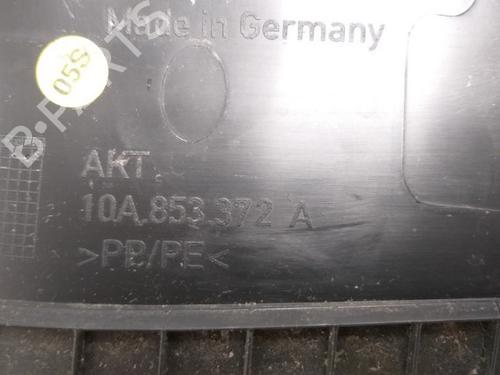 Made in Germany
05S
B-PARTS
AKT
10A.853.372 A
>PP/PE<